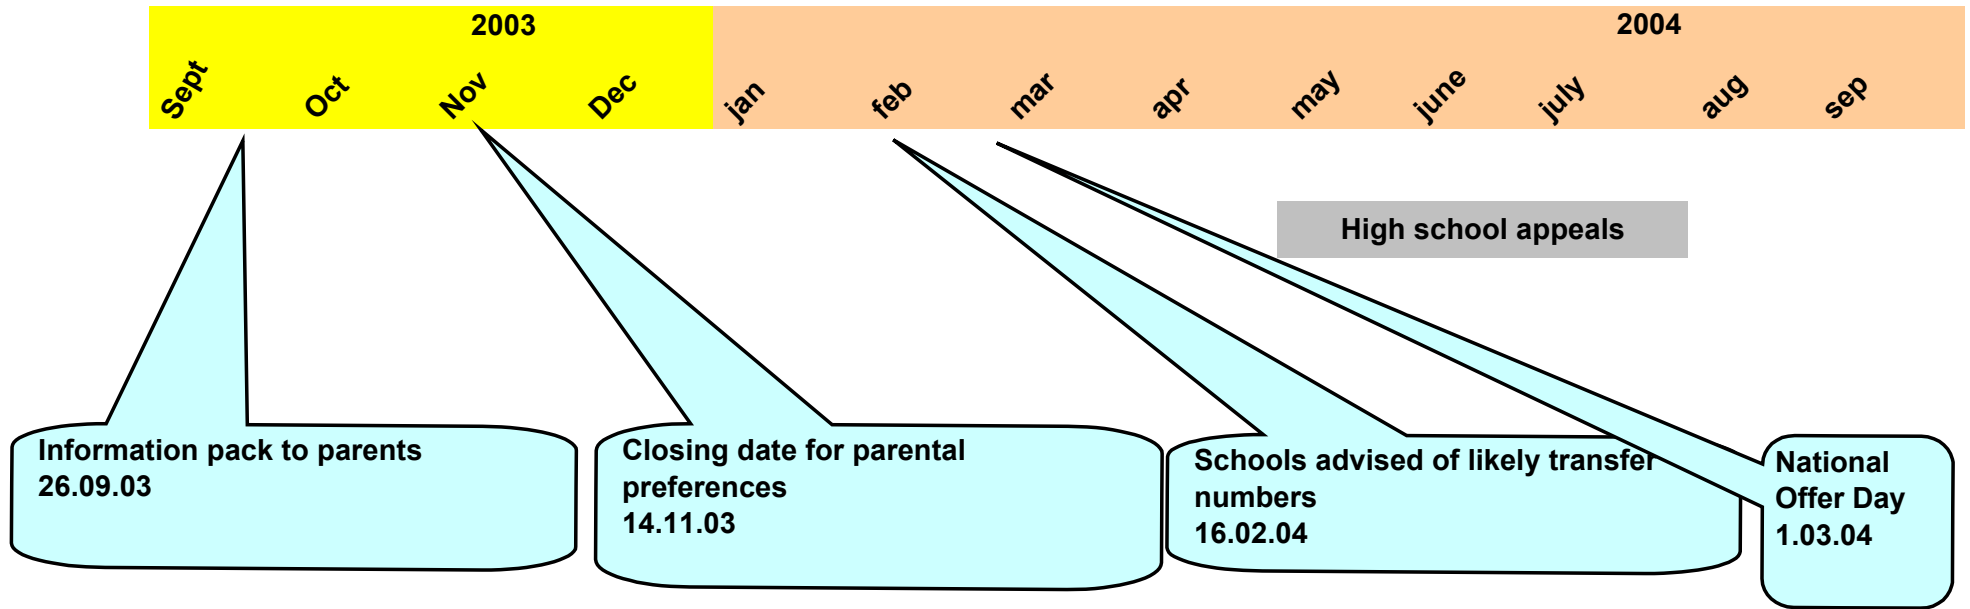 2003
2004
Sept
Oct
Nov
Dec
jan
feb
mar
apr
may
june
july
aug
sep
High school appeals
Information pack to parents
26.09.03
Closing date for parental
preferences
14.11.03
Schools advised of likely transfer
numbers
16.02.04
National
Offer Day
1.03.04